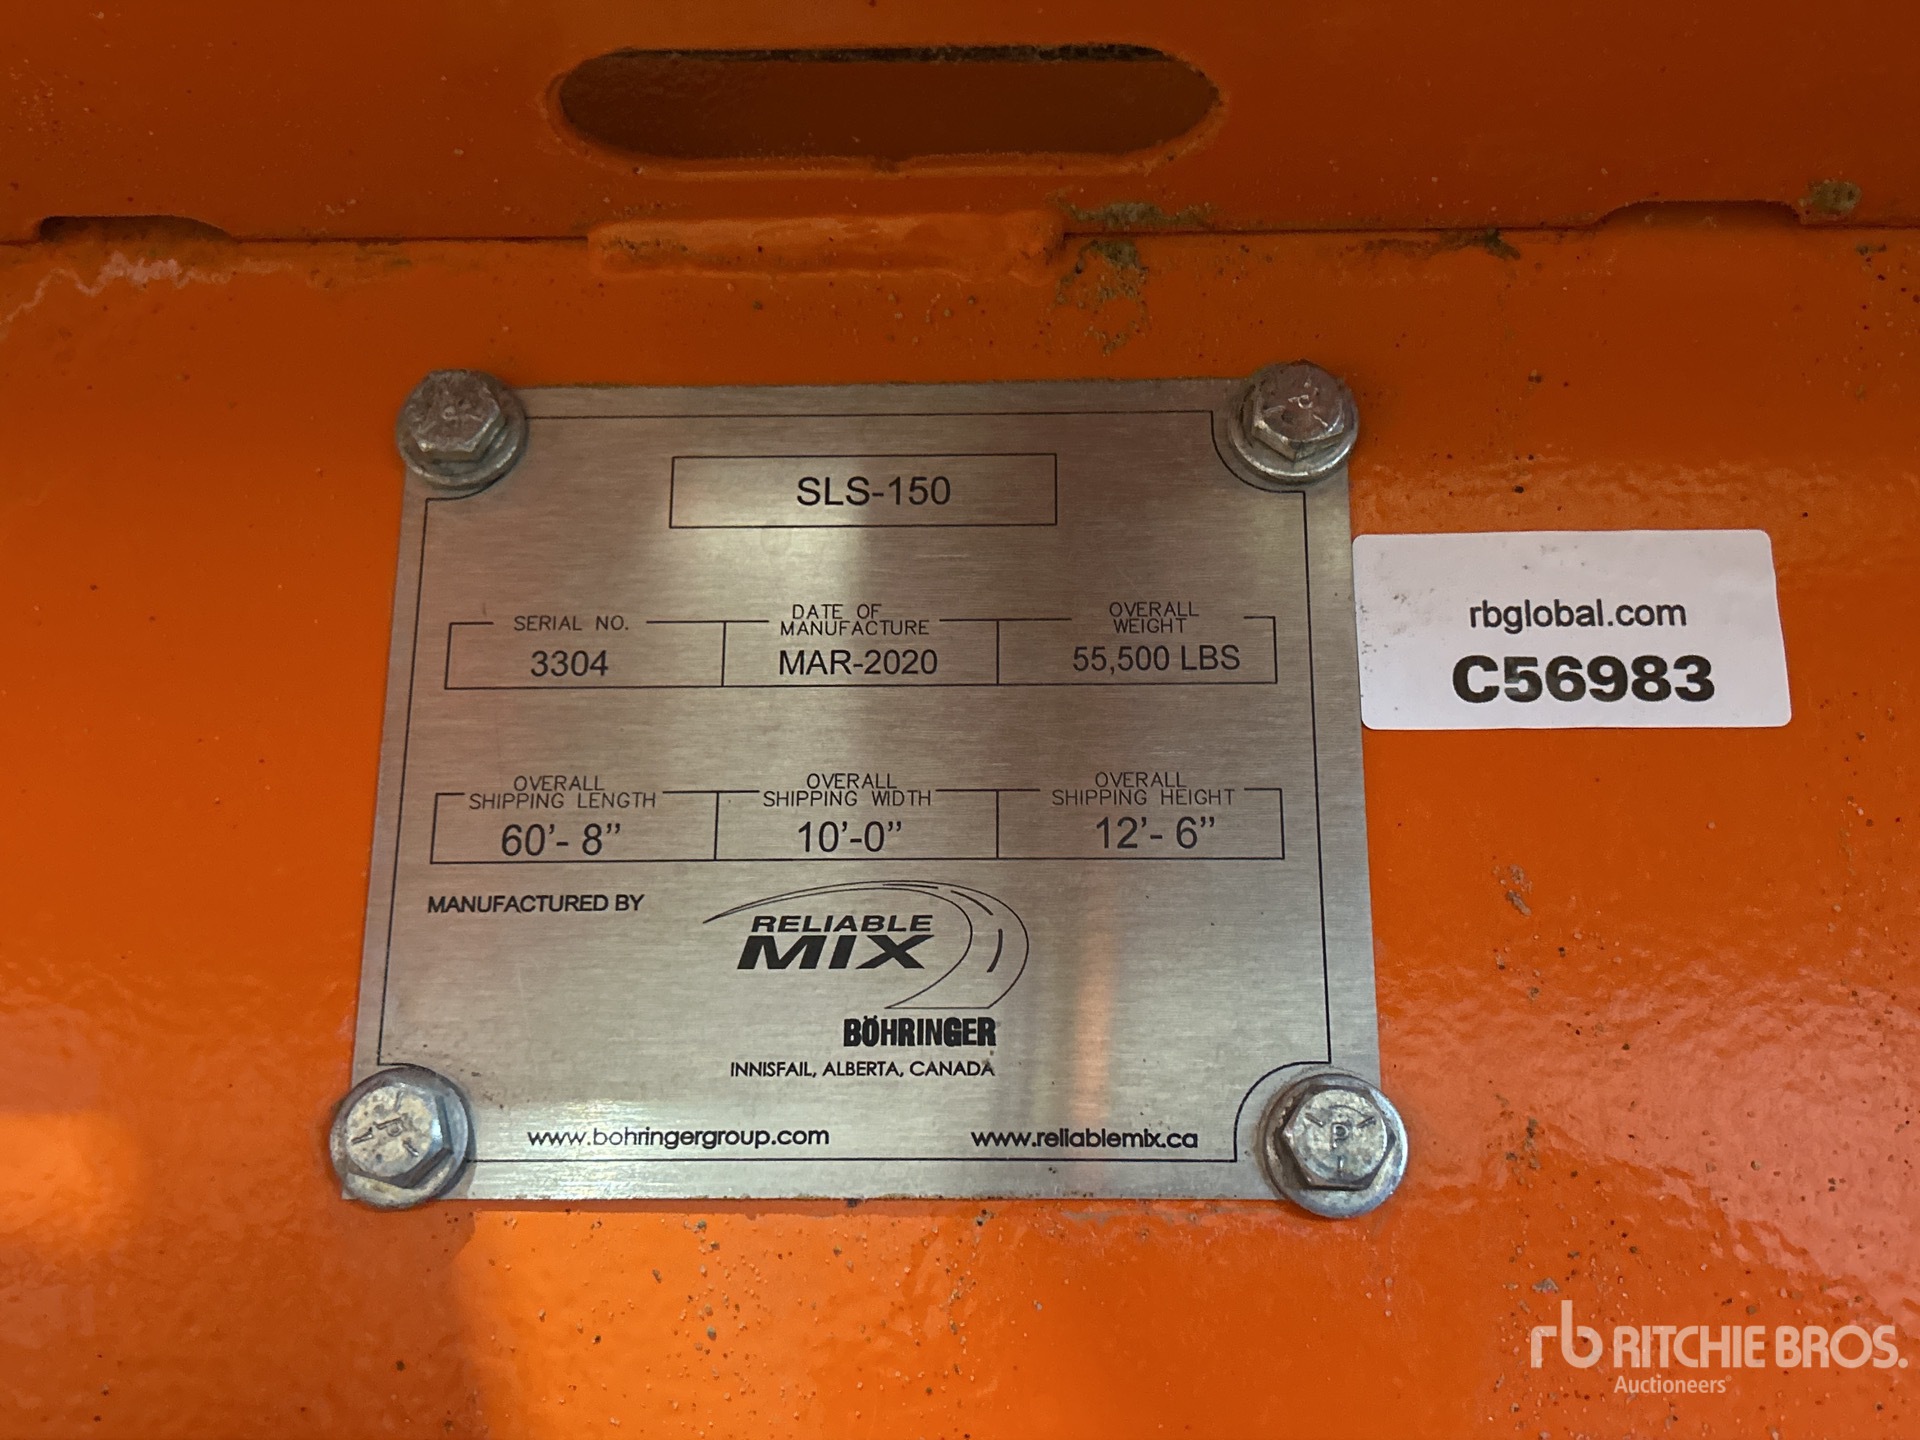 SLS-150
SERIAL NO.
3304
DATE OF
MANUFACTURE
MAR-2020
OVERALL
WEIGHT
55,500 LBS
OVERALL
SHIPPING LENGTH
60'- 8"
OVERALL
SHIPPING WIDTH
10'-0"
OVERALL
SHIPPING HEIGHT
12'- 6"
MANUFACTURED BY
RELIABLE
MIX
BÖHRINGER
INNISFAIL, ALBERTA, CANADA
www.bohringergroup.com
www.reliablemix.ca
rbglobal.com
C56983
rb RITCHIE BROS.
Auctioneers